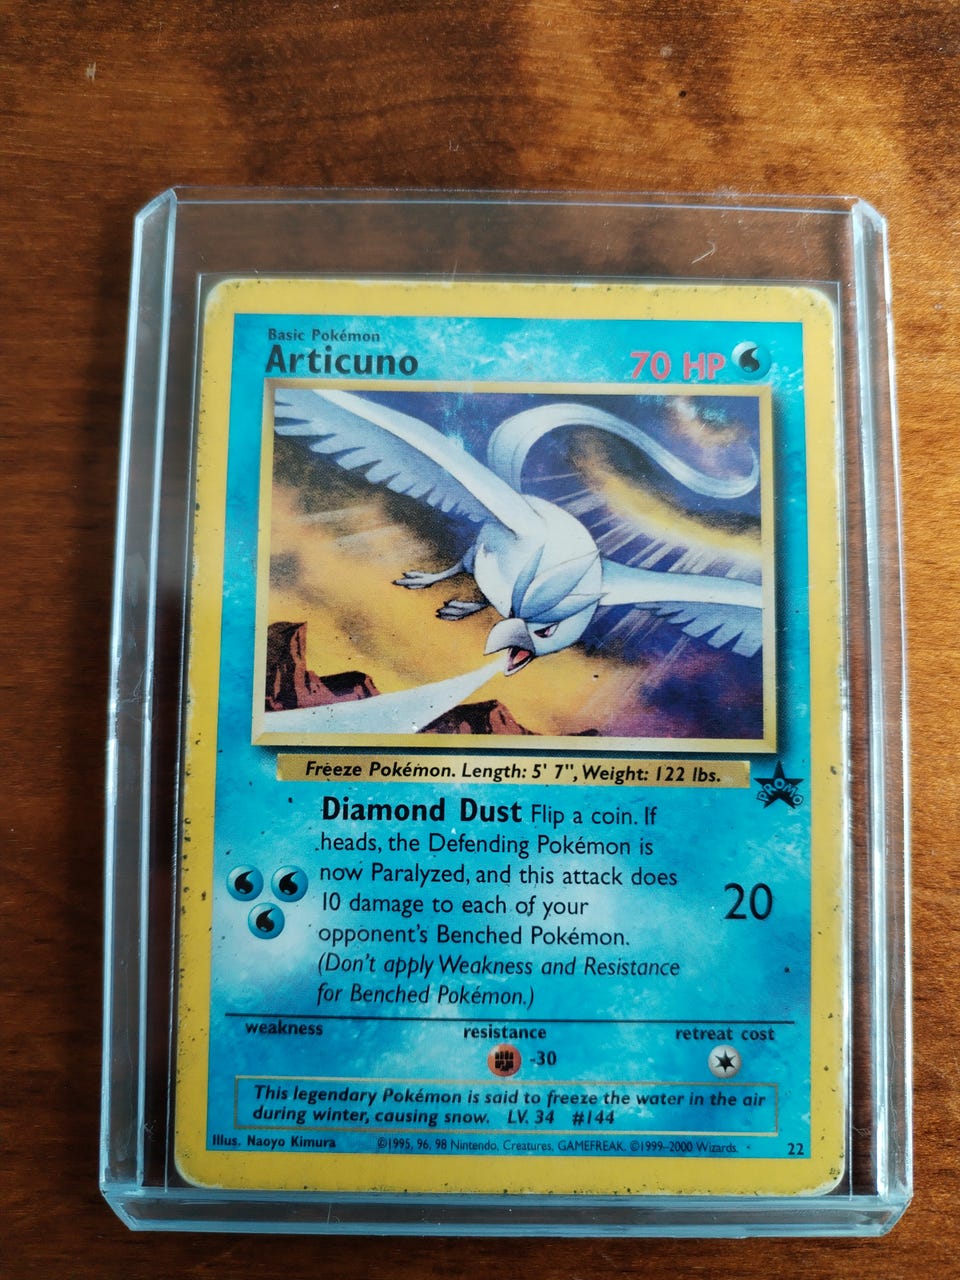 Basic Pokémon
Articuno
70 HP
Freeze Pokémon. Length: 5' 7", Weight: 122 lbs.
PROMO
Diamond Dust Flip a coin. If
heads, the Defending Pokémon is
now Paralyzed, and this attack does
10 damage to each of your
opponent's Benched Pokémon.
(Don't apply Weakness and Resistance
for Benched Pokémon.)
20
weakness
resistance
retreat cost
-30
This legendary Pokémon is said to freeze the water in the air
during winter, causing snow. LV. 34 #144
Illus. Naoyo Kimura
©1995, 96, 98 Nintendo, Creatures, GAMEFREAK. ©1999-2000 Wizards.
22